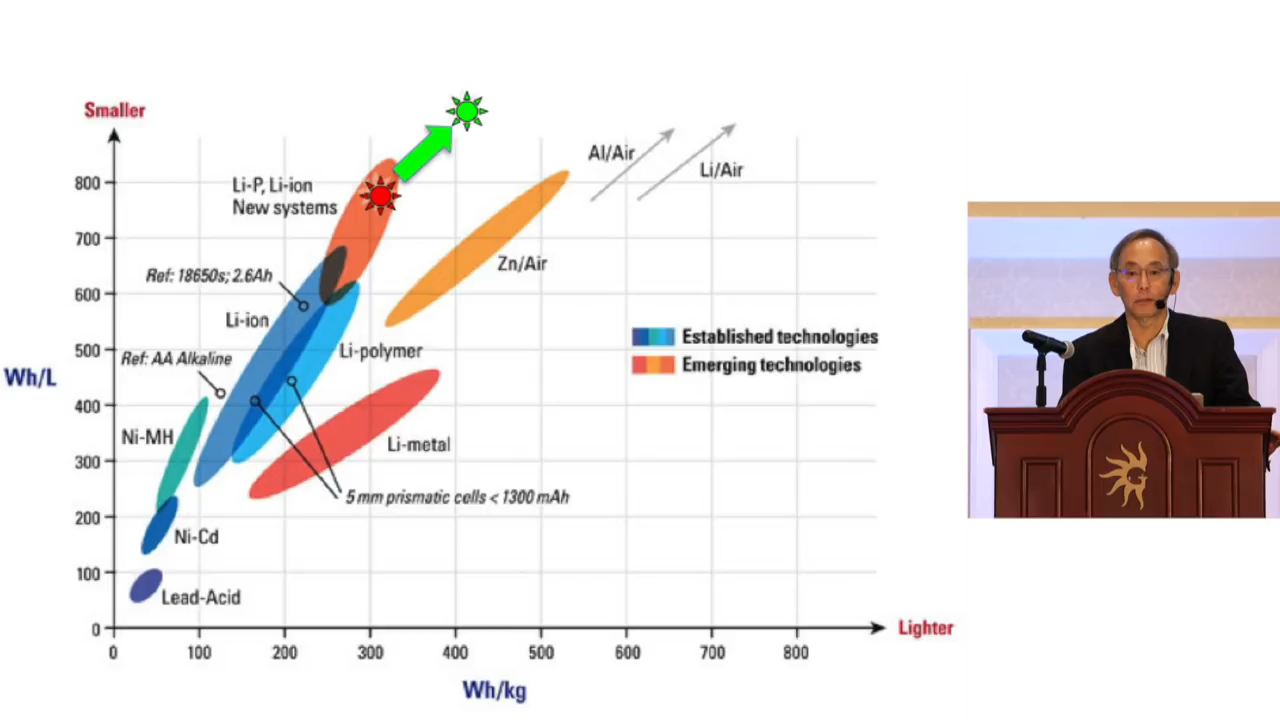 Smaller
Al/Air
Li/Air
Li-P, Li-ion
New systems
800
700
Ref: 18650s; 2.6Ah
Zn/Air
600
Li-ion
Established technologies
500
Li-polymer
Ref: AA Alkaline
Emerging technologies
Wh/L
400
Ni-MH
Li-metal
300
5 mm prismatic cells < 1300 mAh
200
Ni-Cd
100
Lead-Acid
0
Lighter
0 100 200 300 400 500 600 700 800
Wh/kg